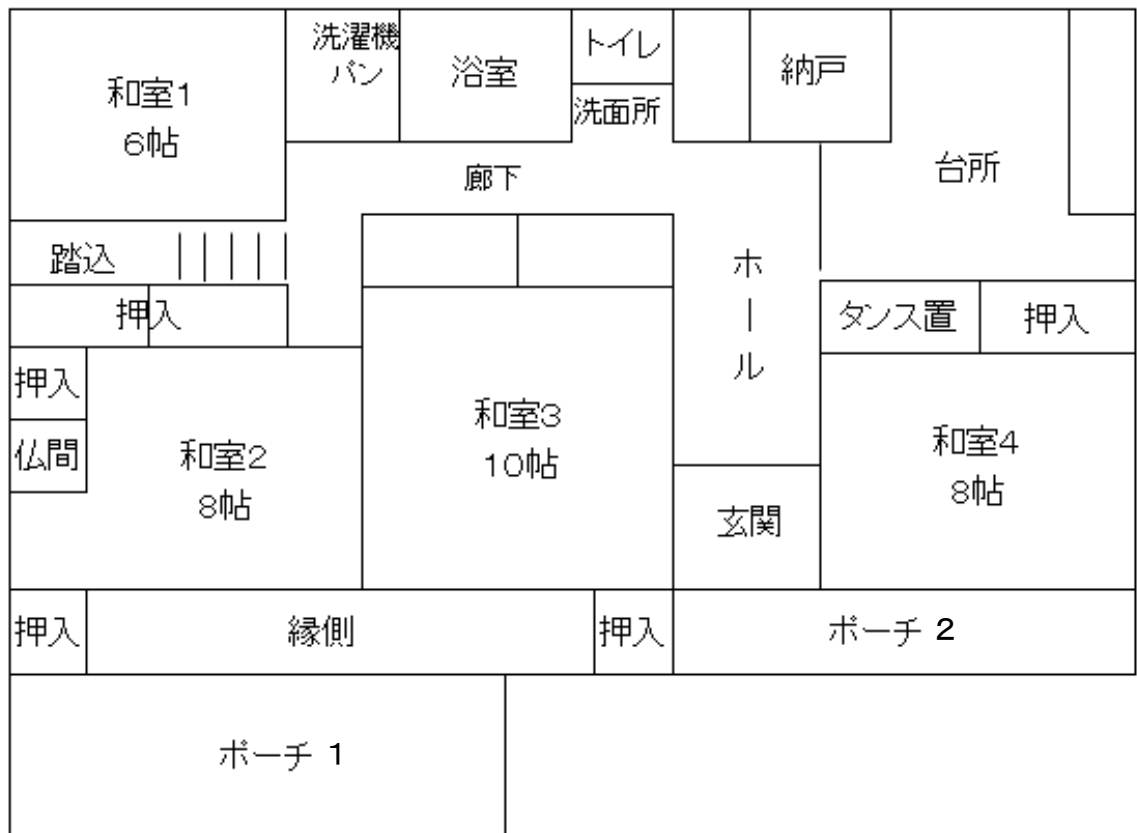 和室1
6帖
洗濯機
パン
浴室
トイレ
洗面所
納戸
台所
廊下
踏込
押入
ホール
タンス置
押入
押入
仏間
和室2
8帖
和室3
10帖
和室4
8帖
玄関
押入
縁側
押入
ポーチ 2
ポーチ 1